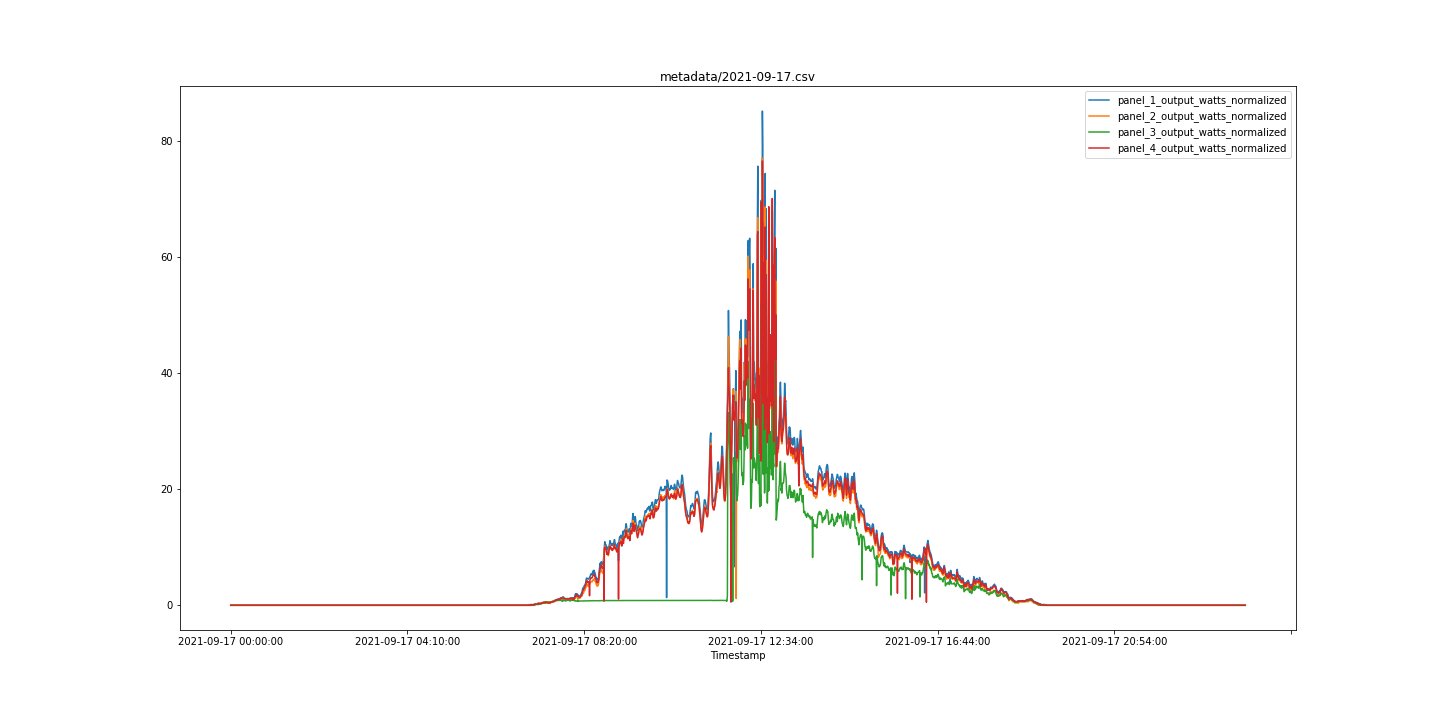 metadata/2021-09-17.csv
panel_1_output_watts_normalized
panel_2_output_watts_normalized
panel_3_output_watts_normalized
panel_4_output_watts_normalized
80
60
40
20
0
2021-09-17 00:00:00 2021-09-17 04:10:00 2021-09-17 08:20:00 2021-09-17 12:34:00 2021-09-17 16:44:00 2021-09-17 20:54:00
Timestamp